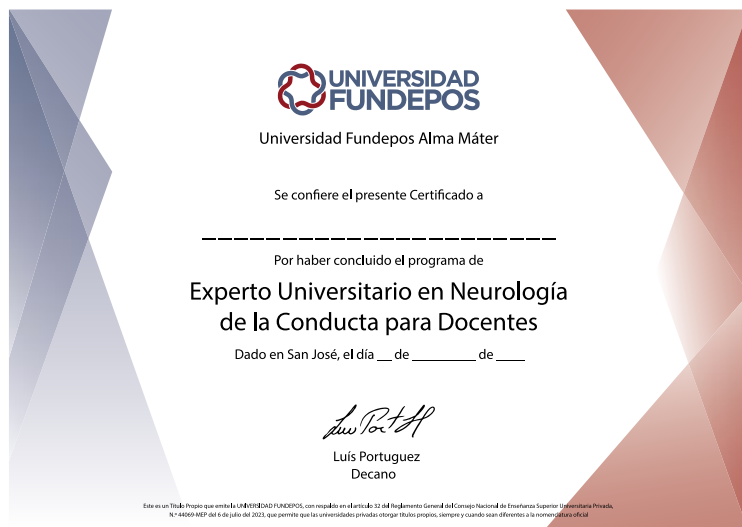 UNIVERSIDAD
FUNDEPOS
Universidad Fundepos Alma Máter
Se confiere el presente Certificado a
Por haber concluido el programa de
Experto Universitario en Neurología
de la Conducta para Docentes
Dado en San José, el día __ de _________ de ____
Luís Portuguez
Decano
Este es un Título Propio que emite la UNIVERSIDAD FUNDEPOS, con respaldo en el artículo 32 del Reglamento General del Consejo Nacional de Enseñanza Superior Universitaria Privada,
N.º 44069-MEP del 6 de julio del 2023, que permite que las universidades privadas otorgar títulos propios, siempre y cuando sean diferentes a la nomenclatura oficial